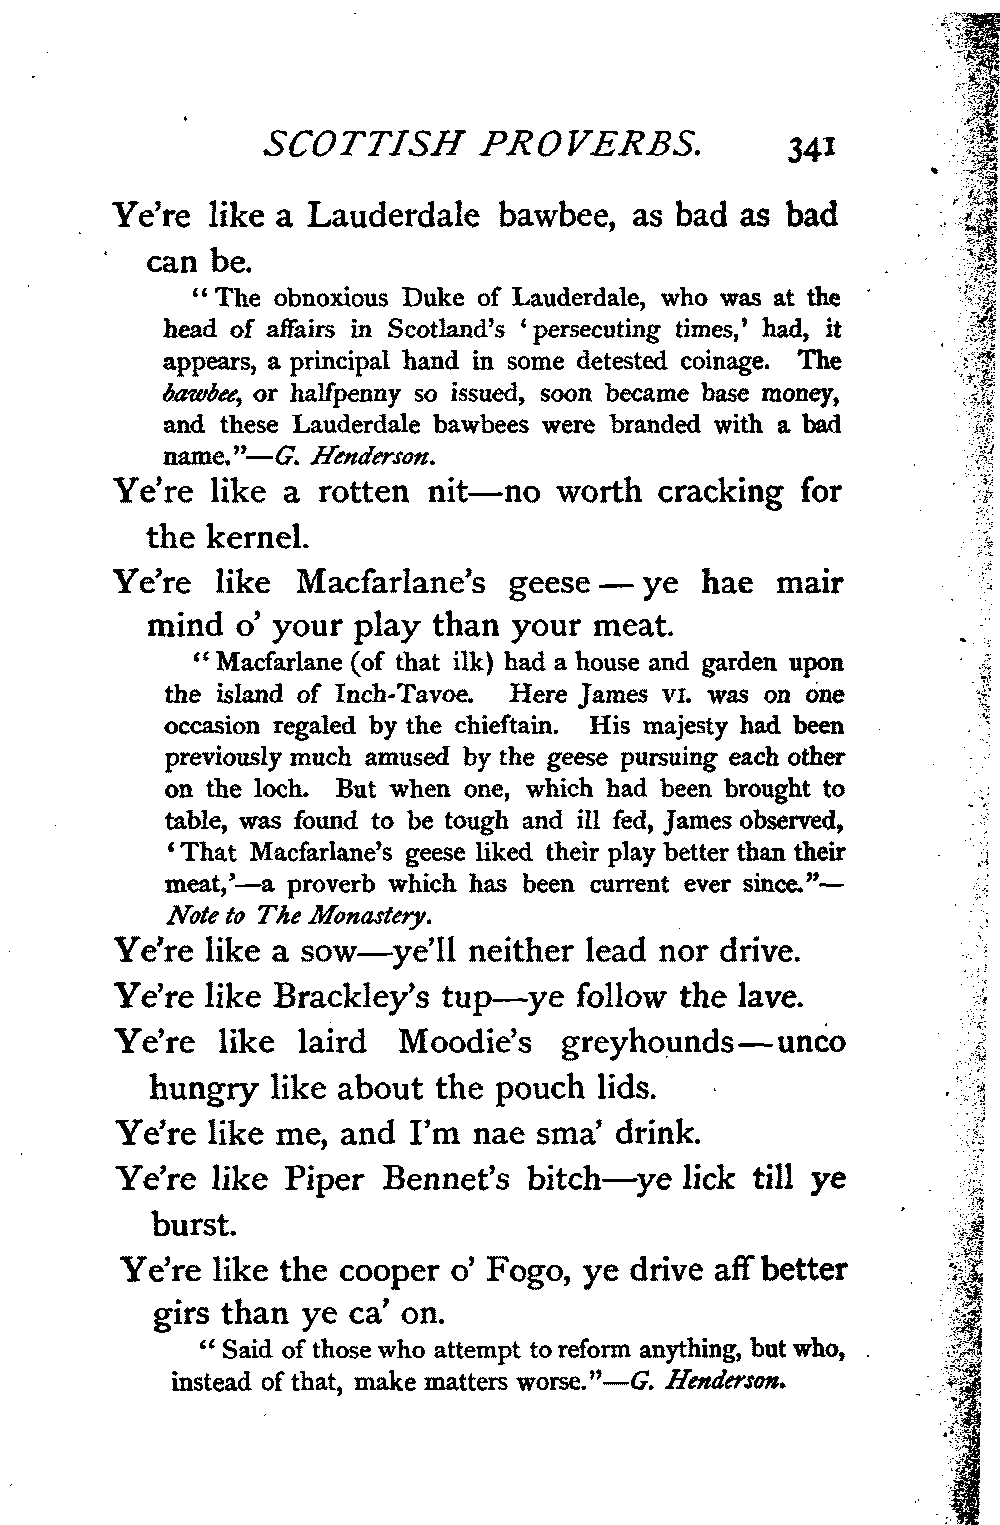 SCOTTISH PROVERBS. 341
Ye're like a Lauderdale bawbee, as bad as bad
can be.
“The obnoxious Duke of Lauderdale, who was at the
head of affairs in Scotland's ‘persecuting times,’ had, it
appears, a principal hand in some detested coinage. The
bawbee, or halfpenny so issued, soon became base money,
and these Lauderdale bawbees were branded with a bad
name.”—G. Henderson.
Ye're like a rotten nit—no worth cracking for
the kernel.
Ye're like Macfarlane's geese — ye hae mair
mind o' your play than your meat.
“Macfarlane (of that ilk) had a house and garden upon
the island of Inch-Tavoe. Here James VI. was on one
occasion regaled by the chieftain. His majesty had been
previously much amused by the geese pursuing each other
on the loch. But when one, which had been brought to
table, was found to be tough and ill fed, James observed,
‘That Macfarlane's geese liked their play better than their
meat,’—a proverb which has been current ever since.”—
Note to The Monastery.
Ye're like a sow—ye'll neither lead nor drive.
Ye're like Brackley's tup—ye follow the lave.
Ye're like laird Moodie's greyhounds—unco
hungry like about the pouch lids.
Ye're like me, and I'm nae sma' drink.
Ye're like Piper Bennet's bitch—ye lick till ye
burst.
Ye're like the cooper o' Fogo, ye drive aff better
girs than ye ca' on.
“Said of those who attempt to reform anything, but who,
instead of that, make matters worse.”—G. Henderson.